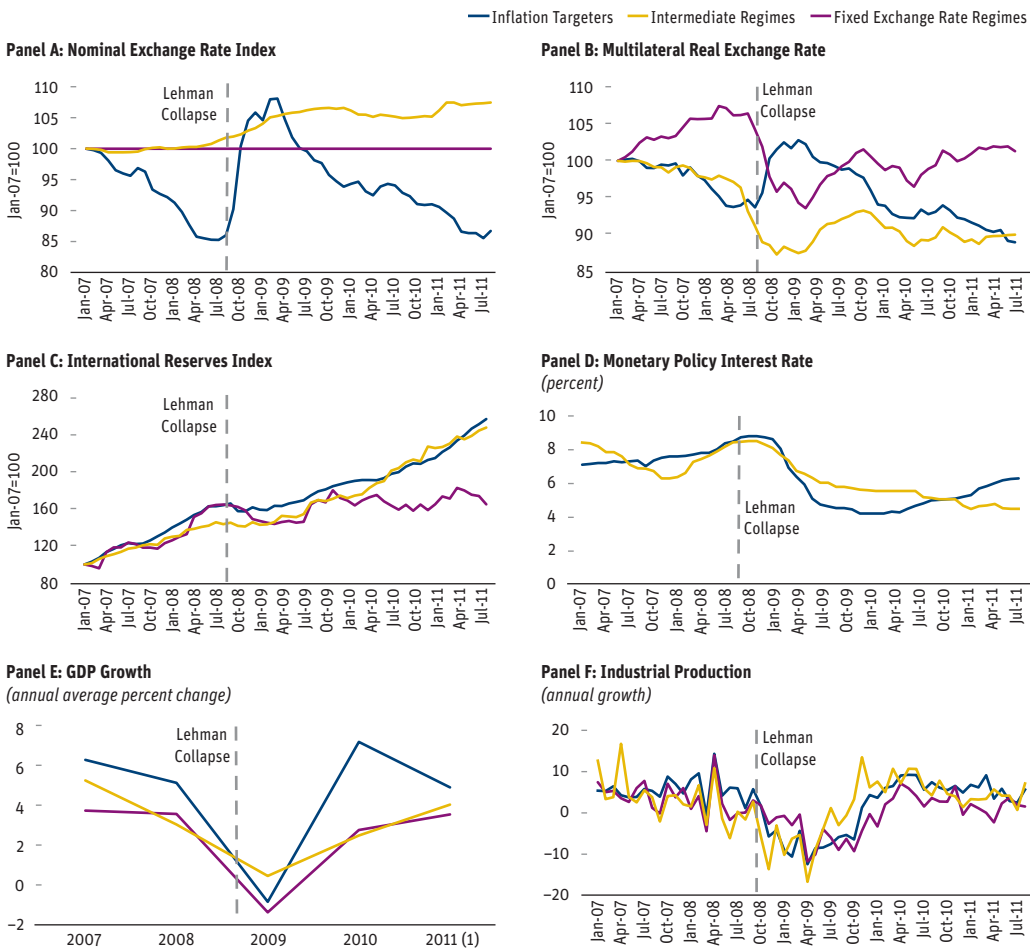 Inflation Targeters Intermediate Regimes Fixed Exchange Rate Regimes
Panel A: Nominal Exchange Rate Index
Jan-07=100
110
105
100
95
90
85
80
Lehman
Collapse
Jan-07 Apr-07 Jul-07 Oct-07 Jan-08 Apr-08 Jul-08 Oct-08 Jan-09 Apr-09 Jul-09 Oct-09 Jan-10 Apr-10 Jul-10 Oct-10 Jan-11 Apr-11 Jul-11
Panel B: Multilateral Real Exchange Rate
Jan-07=100
110
105
100
95
90
85
Lehman
Collapse
Jan-07 Apr-07 Jul-07 Oct-07 Jan-08 Apr-08 Jul-08 Oct-08 Jan-09 Apr-09 Jul-09 Oct-09 Jan-10 Apr-10 Jul-10 Oct-10 Jan-11 Apr-11 Jul-11
Panel C: International Reserves Index
Jan-07=100
280
240
200
160
120
80
Lehman
Collapse
Jan-07 Apr-07 Jul-07 Oct-07 Jan-08 Apr-08 Jul-08 Oct-08 Jan-09 Apr-09 Jul-09 Oct-09 Jan-10 Apr-10 Jul-10 Oct-10 Jan-11 Apr-11 Jul-11
Panel D: Monetary Policy Interest Rate
(percent)
10
8
6
4
2
0
Lehman
Collapse
Jan-07 Apr-07 Jul-07 Oct-07 Jan-08 Apr-08 Jul-08 Oct-08 Jan-09 Apr-09 Jul-09 Oct-09 Jan-10 Apr-10 Jul-10 Oct-10 Jan-11 Apr-11 Jul-11
Panel E: GDP Growth
(annual average percent change)
8
6
4
2
0
−2
Lehman
Collapse
2007 2008 2009 2010 2011 (1)
Panel F: Industrial Production
(annual growth)
20
10
0
−10
−20
Lehman
Collapse
Jan-07 Apr-07 Jul-07 Oct-07 Jan-08 Apr-08 Jul-08 Oct-08 Jan-09 Apr-09 Jul-09 Oct-09 Jan-10 Apr-10 Jul-10 Oct-10 Jan-11 Apr-11 Jul-11